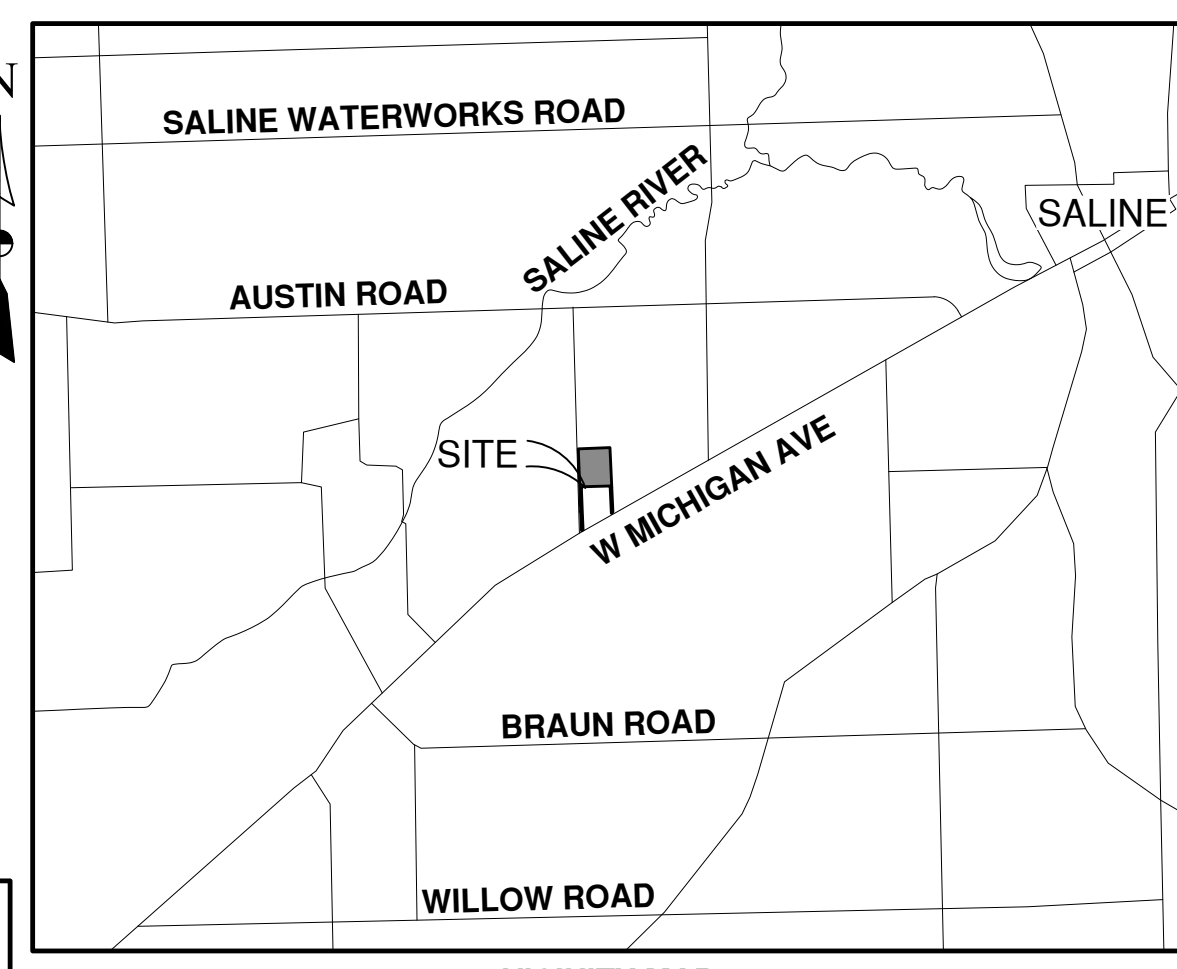 N
SALINE WATERWORKS ROAD
SALINE RIVER
SALINE
AUSTIN ROAD
SITE
W MICHIGAN AVE
BRAUN ROAD
WILLOW ROAD